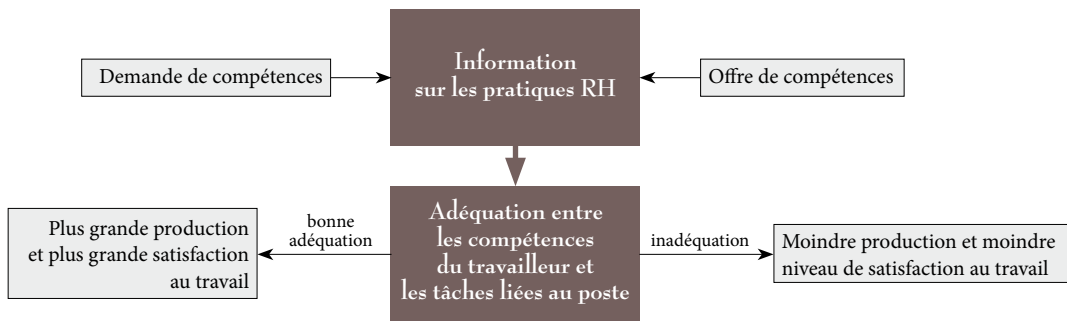 Information
sur les pratiques RH
Demande de compétences
Offre de compétences
Adéquation entre
les compétences
du travailleur et
les tâches liées au poste
bonne
adéquation
inadéquation
Plus grande production
et plus grande satisfaction
au travail
Moindre production et moindre
niveau de satisfaction au travail